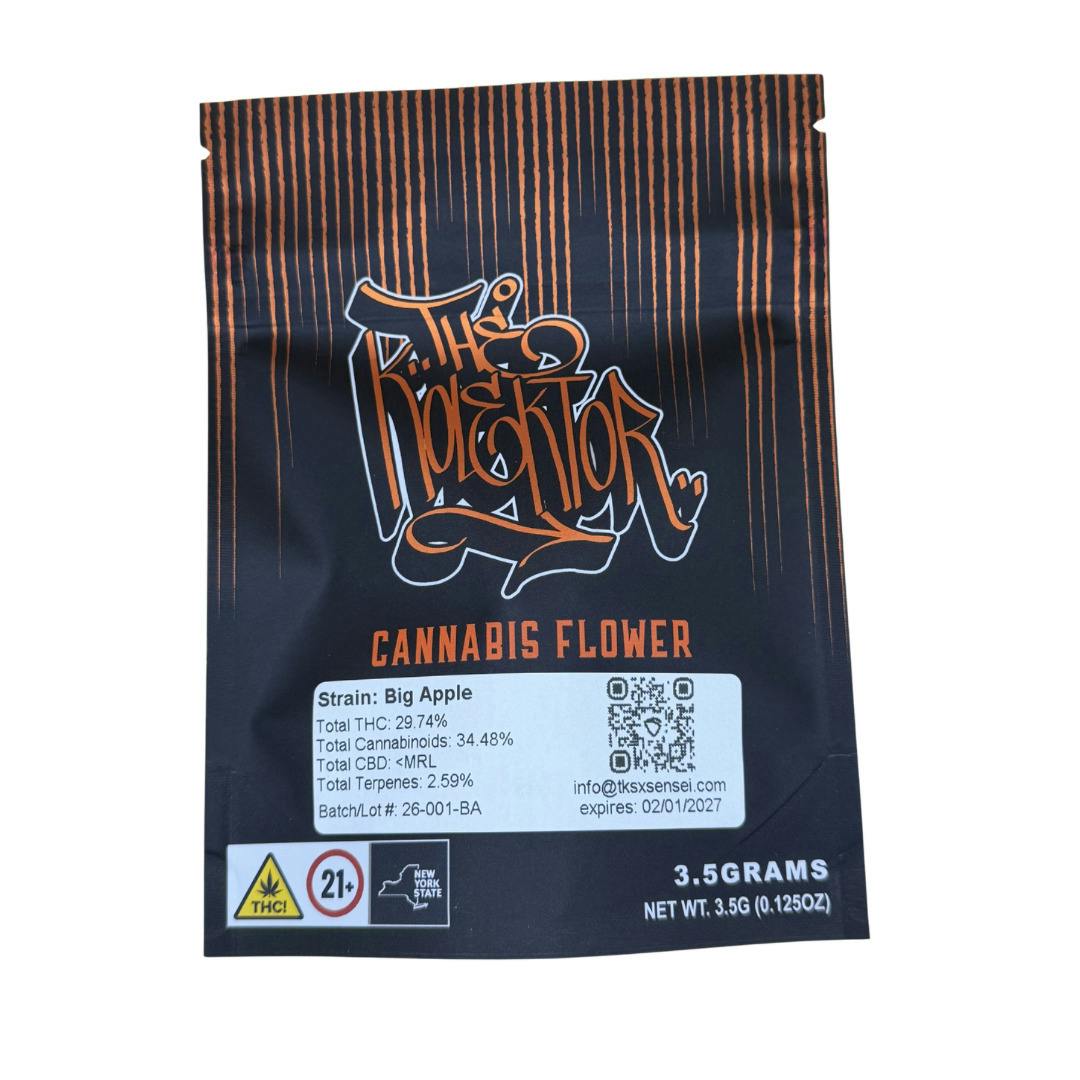 THE
KOLEKTOR
CANNABIS FLOWER
Strain: Big Apple
Total THC: 29.74%
Total Cannabinoids: 34.48%
Total CBD: <MRL
Total Terpenes: 2.59%
Batch/Lot #: 26-001-BA
info@tksxsensei.com
expires: 02/01/2027
THC!
21+
NEW
YORK
STATE
3.5GRAMS
NET WT. 3.5G (0.125OZ)